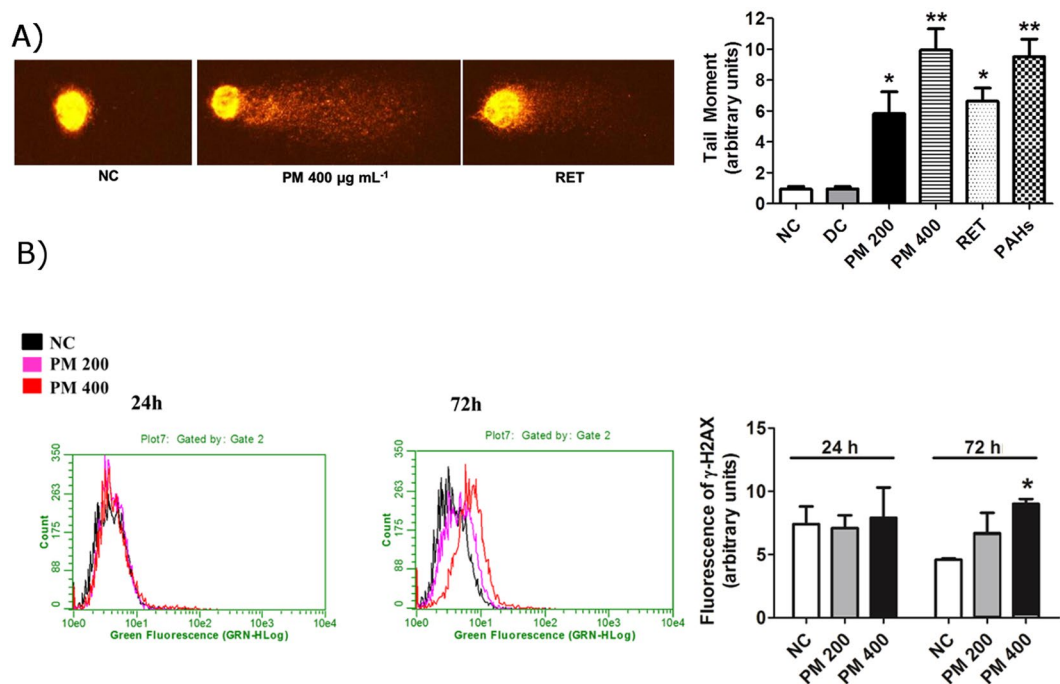 A)
NC
PM 400 µg mL-1
RET
Tail Moment
(arbitrary units)
12
10
8
6
4
2
0
*
**
*
**
NC
DC
PM 200
PM 400
RET
PAHs
B)
NC
PM 200
PM 400
24h
Plot7: Gated by: Gate 2
Count
350
263
175
88
0
10e0
10e1
10e2
10e3
10e4
Green Fluorescence (GRN-HLog)
72h
Plot7: Gated by: Gate 2
Count
350
263
175
88
0
10e0
10e1
10e2
10e3
10e4
Green Fluorescence (GRN-HLog)
Fluorescence of γ-H2AX
(arbitrary units)
15
10
5
0
24 h
72 h
*
NC
PM 200
PM 400
NC
PM 200
PM 400